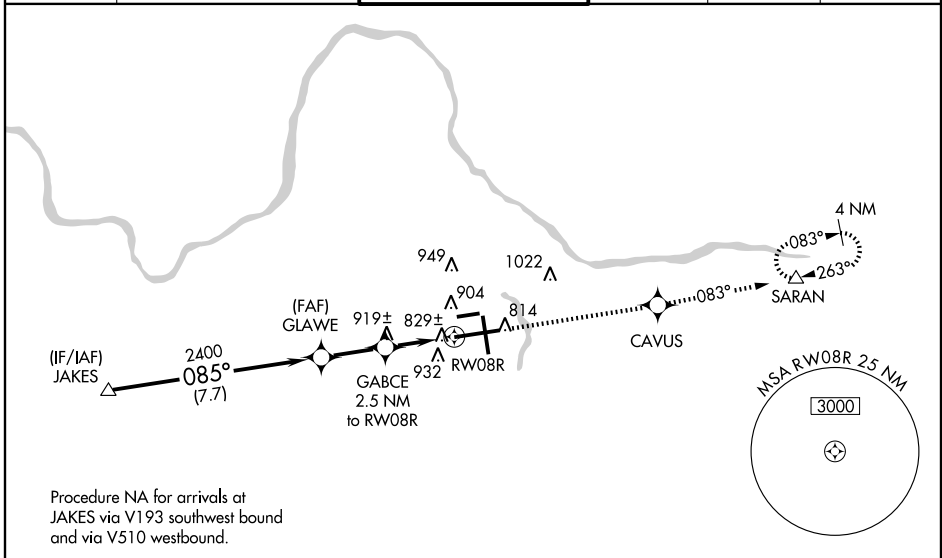 4 NM
083°
263°
SARAN
949
1022
904
083°
(FAF)
GLAWE
919±
829±
814
CAVUS
(IF/IAF)
JAKES
2400
085°
(7.7)
932
RW08R
GABCE
2.5 NM
to RW08R
MSA RW08R 25 NM
3000
Procedure NA for arrivals at
JAKES via V193 southwest bound
and via V510 westbound.